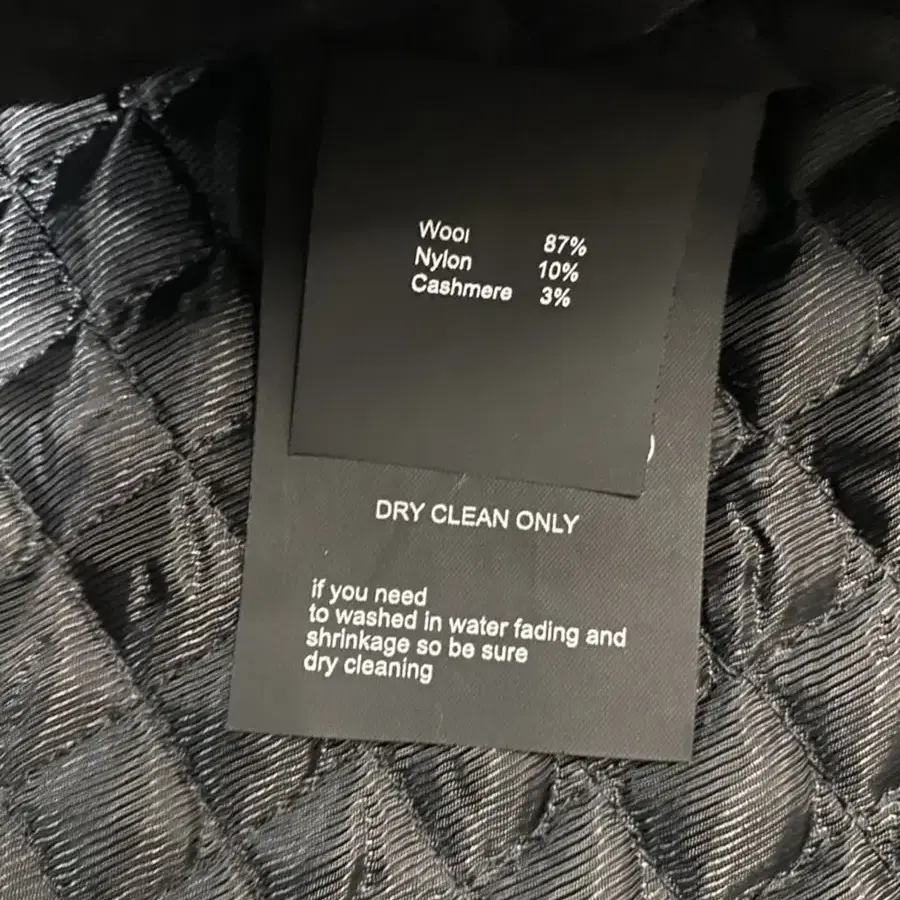 Wool 87%
Nylon 10%
Cashmere 3%
DRY CLEAN ONLY
if you need
to washed in water fading and
shrinkage so be sure
dry cleaning